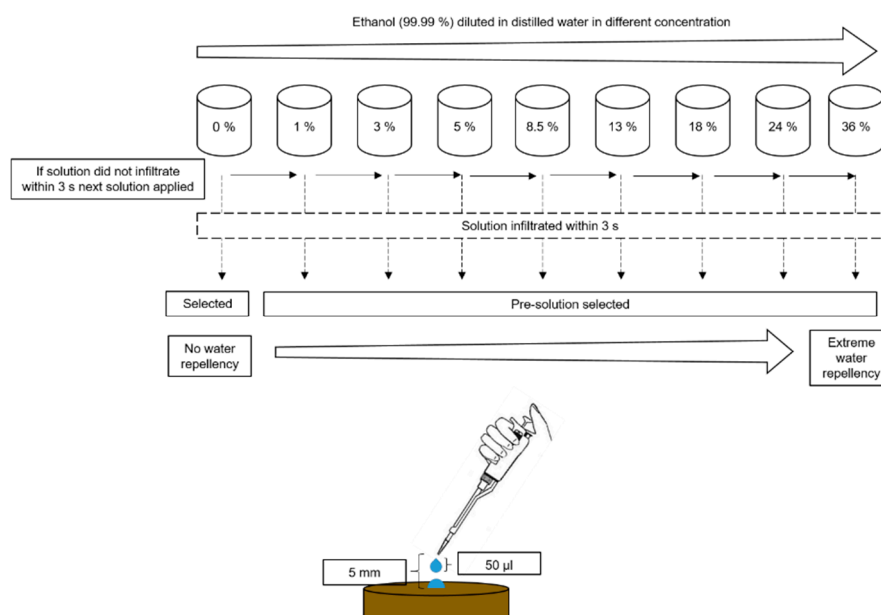 Ethanol (99.99 %) diluted in distilled water in different concentration
0 %
1 %
3 %
5 %
8.5 %
13 %
18 %
24 %
36 %
If solution did not infiltrate
within 3 s next solution applied
Solution infiltrated within 3 s
Selected
Pre-solution selected
No water
repellency
Extreme
water
repellency
5 mm
50 µl